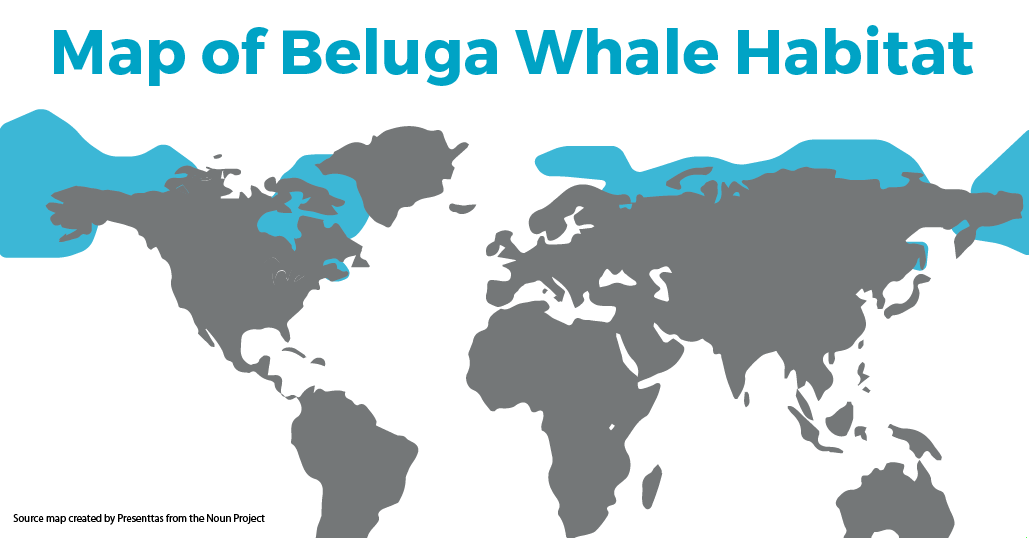 Map of Beluga Whale Habitat
Source map created by Presenttas from the Noun Project